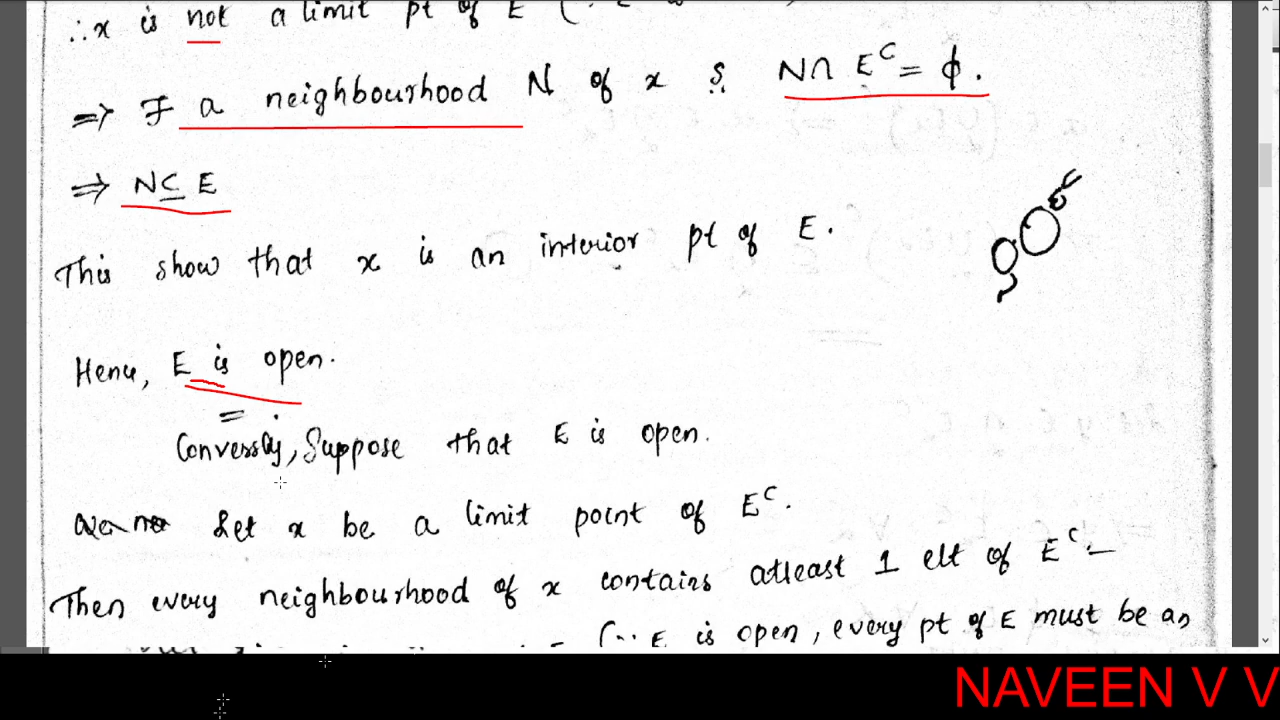 ∴ x is not a limit pt of E
⇒ ∃ a neighbourhood N of x s. N∩ E^C = ϕ.
⇒ N ⊆ E
This show that x is an interior pt of E.
Henu, E is open.
Conversly, Suppose that E is open.
Let x be a limit point of E^C.
Then every neighbourhood of x contains atleast 1 elt of E^C.
(∵ E is open, every pt of E must be an
NAVEEN V V